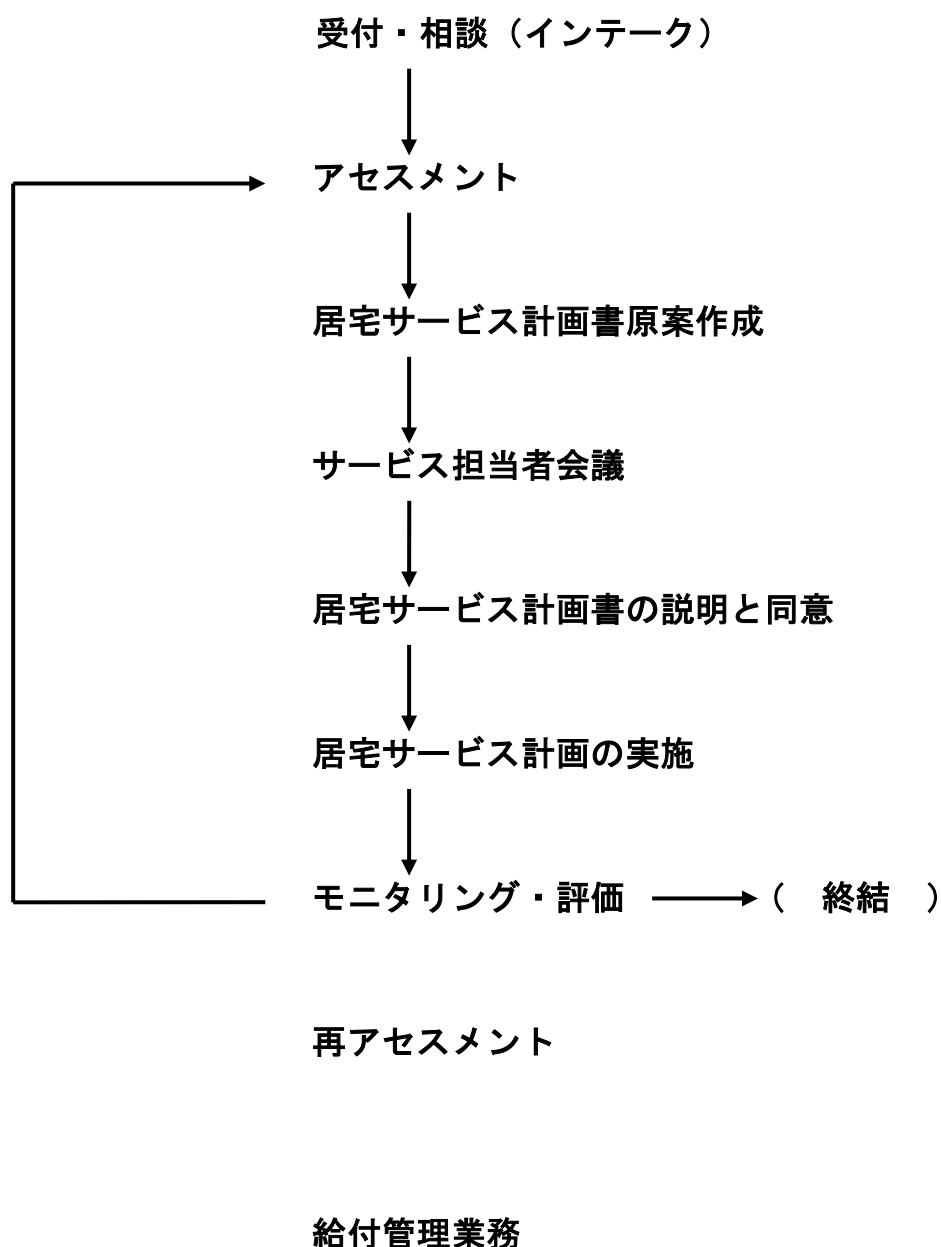 受付・相談（インテーク）
アセスメント
居宅サービス計画書原案作成
サービス担当者会議
居宅サービス計画書の説明と同意
居宅サービス計画の実施
モニタリング・評価　（　終結　）
再アセスメント
給付管理業務